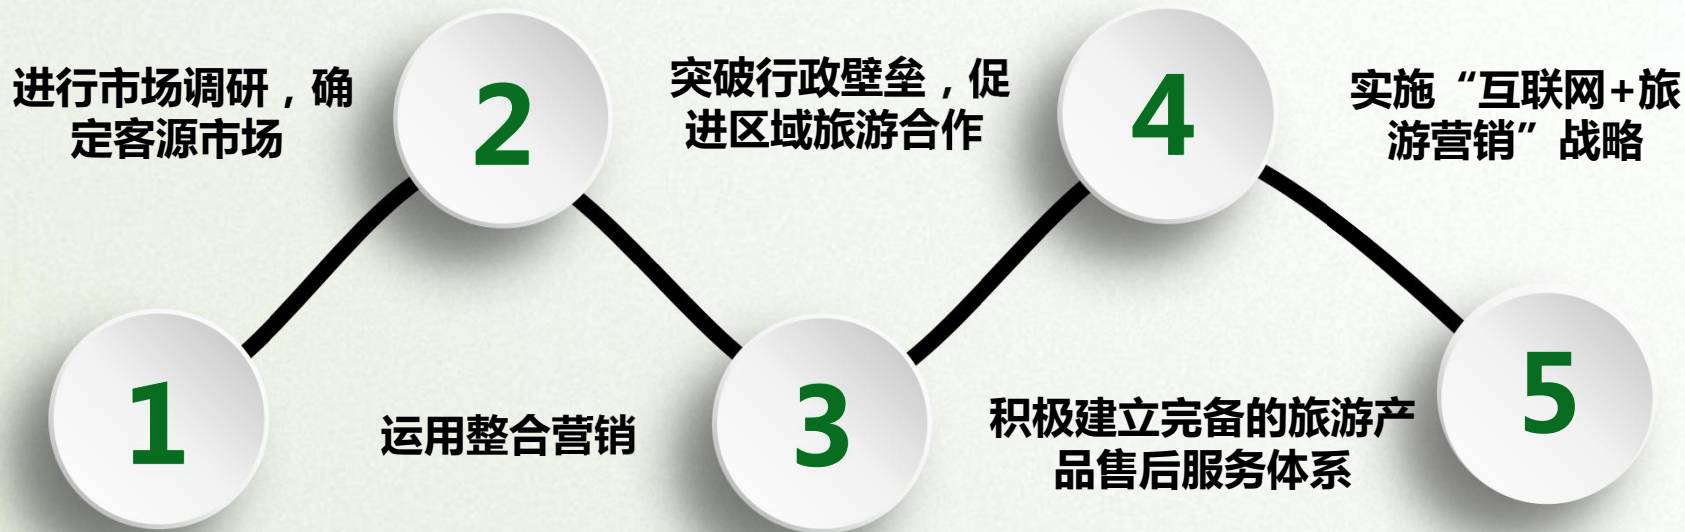 1
进行市场调研，确
定客源市场
2
运用整合营销
3
突破行政壁垒，促
进区域旅游合作
4
积极建立完备的旅游产
品售后服务体系
5
实施“互联网+旅
游营销”战略